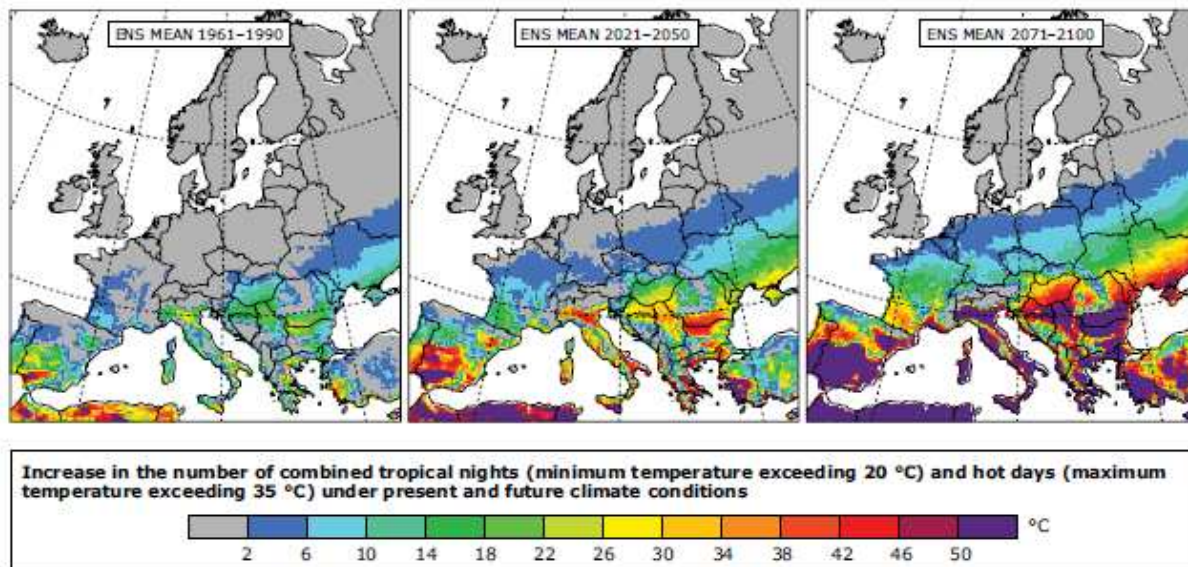 ENS MEAN 1961–1990
ENS MEAN 2021–2050
ENS MEAN 2071–2100
Increase in the number of combined tropical nights (minimum temperature exceeding 20 °C) and hot days (maximum
temperature exceeding 35 °C) under present and future climate conditions
°C
2 6 10 14 18 22 26 30 34 38 42 46 50